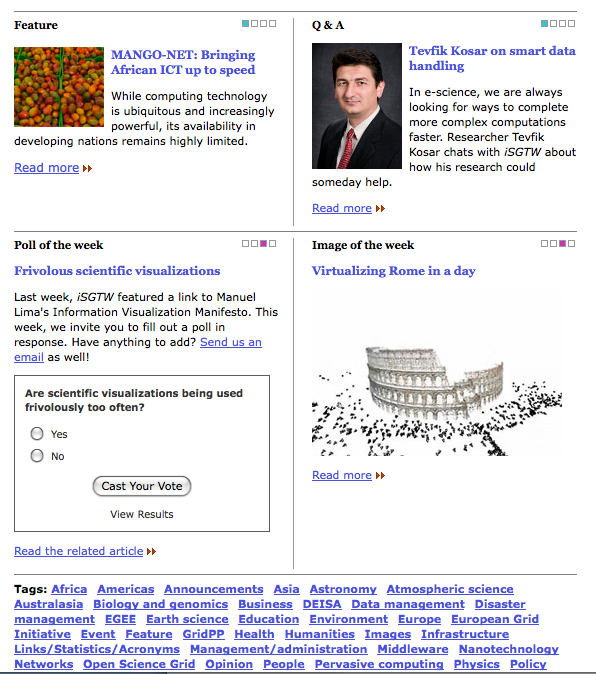 Feature
MANGO-NET: Bringing
African ICT up to speed
While computing technology
is ubiquitous and increasingly
powerful, its availability in
developing nations remains highly limited.
Read more
Q & A
Tevfik Kosar on smart data
handling
In e-science, we are always
looking for ways to complete
more complex computations
faster. Researcher Tevfik
Kosar chats with iSGTW about
how his research could
someday help.
Read more
Poll of the week
Frivolous scientific visualizations
Last week, iSGTW featured a link to Manuel
Lima's Information Visualization Manifesto. This
week, we invite you to fill out a poll in
response. Have anything to add? Send us an
email as well!
Are scientific visualizations being used
frivolously too often?
Yes
No
Cast Your Vote
View Results
Read the related article
Image of the week
Virtualizing Rome in a day
Read more
Tags: Africa Americas Announcements Asia Astronomy Atmospheric science
Australasia Biology and genomics Business DEISA Data management Disaster
management EGEE Earth science Education Environment Europe European Grid
Initiative Event Feature GridPP Health Humanities Images Infrastructure
Links/Statistics/Acronyms Management/administration Middleware Nanotechnology
Networks Open Science Grid Opinion People Pervasive computing Physics Policy